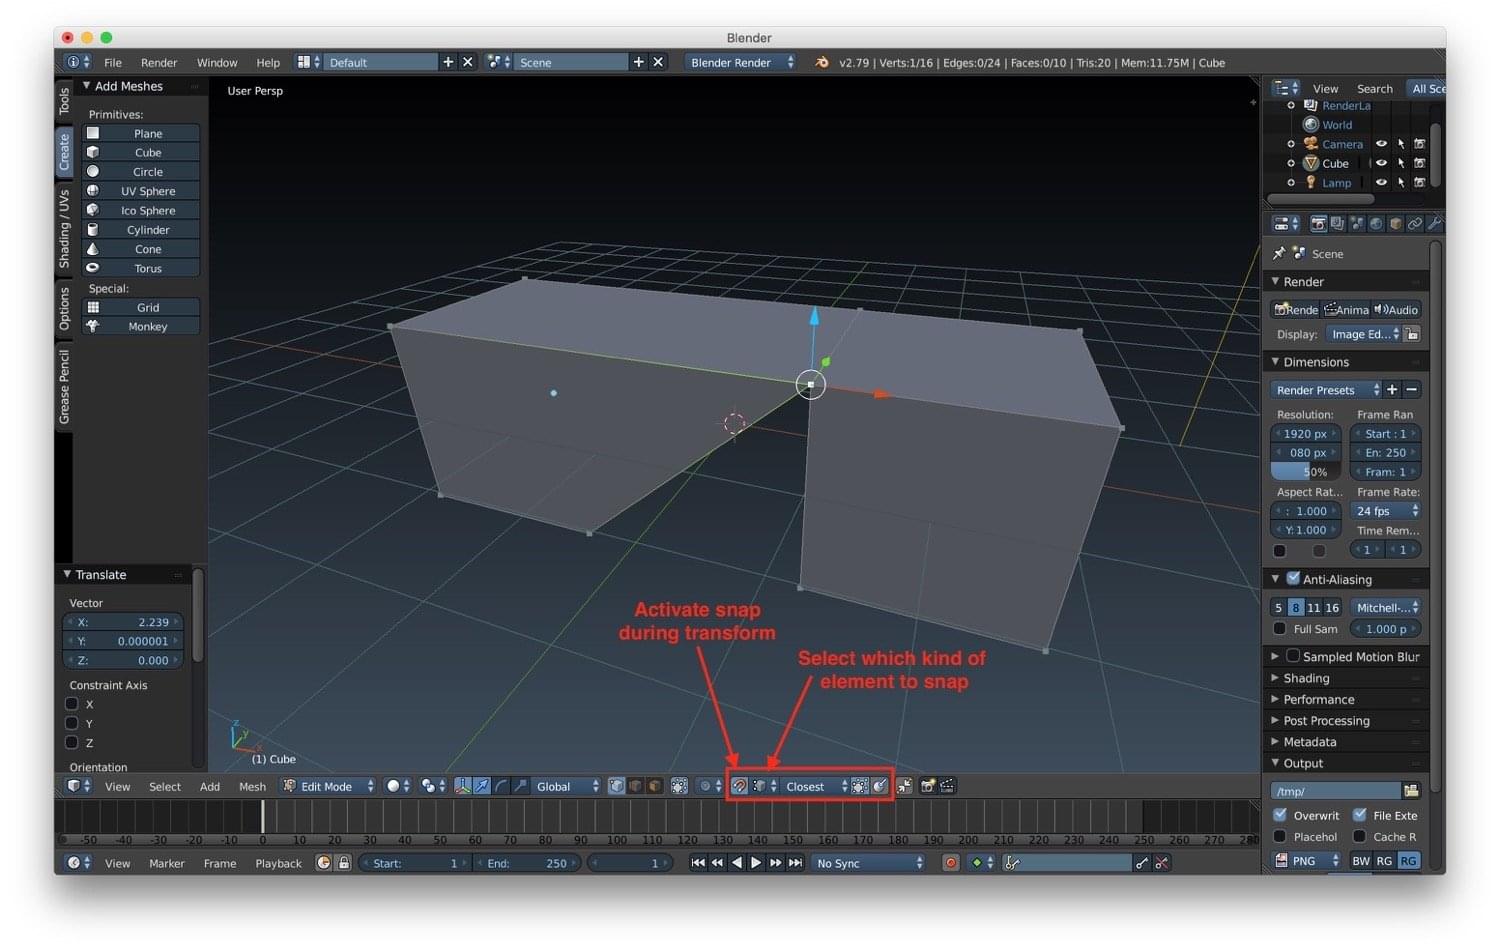 Blender
File Render Window Help Default Scene Blender Render v2.79 | Verts:1/16 | Edges:0/24 | Faces:0/10 | Tris:20 | Mem:11.75M | Cube
Tools
Create
Shading / UVs
Options
Grease Pencil
Add Meshes
Primitives:
Plane
Cube
Circle
UV Sphere
Ico Sphere
Cylinder
Cone
Torus
Special:
Grid
Monkey
Translate
Vector
X: 2.239
Y: 0.000001
Z: 0.000
Constraint Axis
X
Y
Z
Orientation
User Persp
Activate snap
during transform
Select which kind of
element to snap
z
y
x
(1) Cube
View Select Add Mesh Edit Mode Global Closest
-50 -40 -30 -20 -10 0 10 20 30 40 50 60 70 80 90 100 110 120 130 140 150 160 170 180 190 200 210 220 230 240 250 260 270 280
View Marker Frame Playback Start: 1 End: 250 1 No Sync
View Search All Sce
RenderLa
World
Camera
Cube
Lamp
Scene
Render
Rende Anima Audio
Display: Image Ed...
Dimensions
Render Presets
Resolution: Frame Ran
1920 px Start : 1
080 px En: 250
50% Fram: 1
Aspect Rat... Frame Rate:
: 1.000 24 fps
Y: 1.000 Time Rem...
1 1
Anti-Aliasing
5 8 11 16 Mitchell-...
Full Sam 1.000 p
Sampled Motion Blur
Shading
Performance
Post Processing
Metadata
Output
/tmp/
Overwrit File Exte
Placehol Cache R
PNG BW RG RG